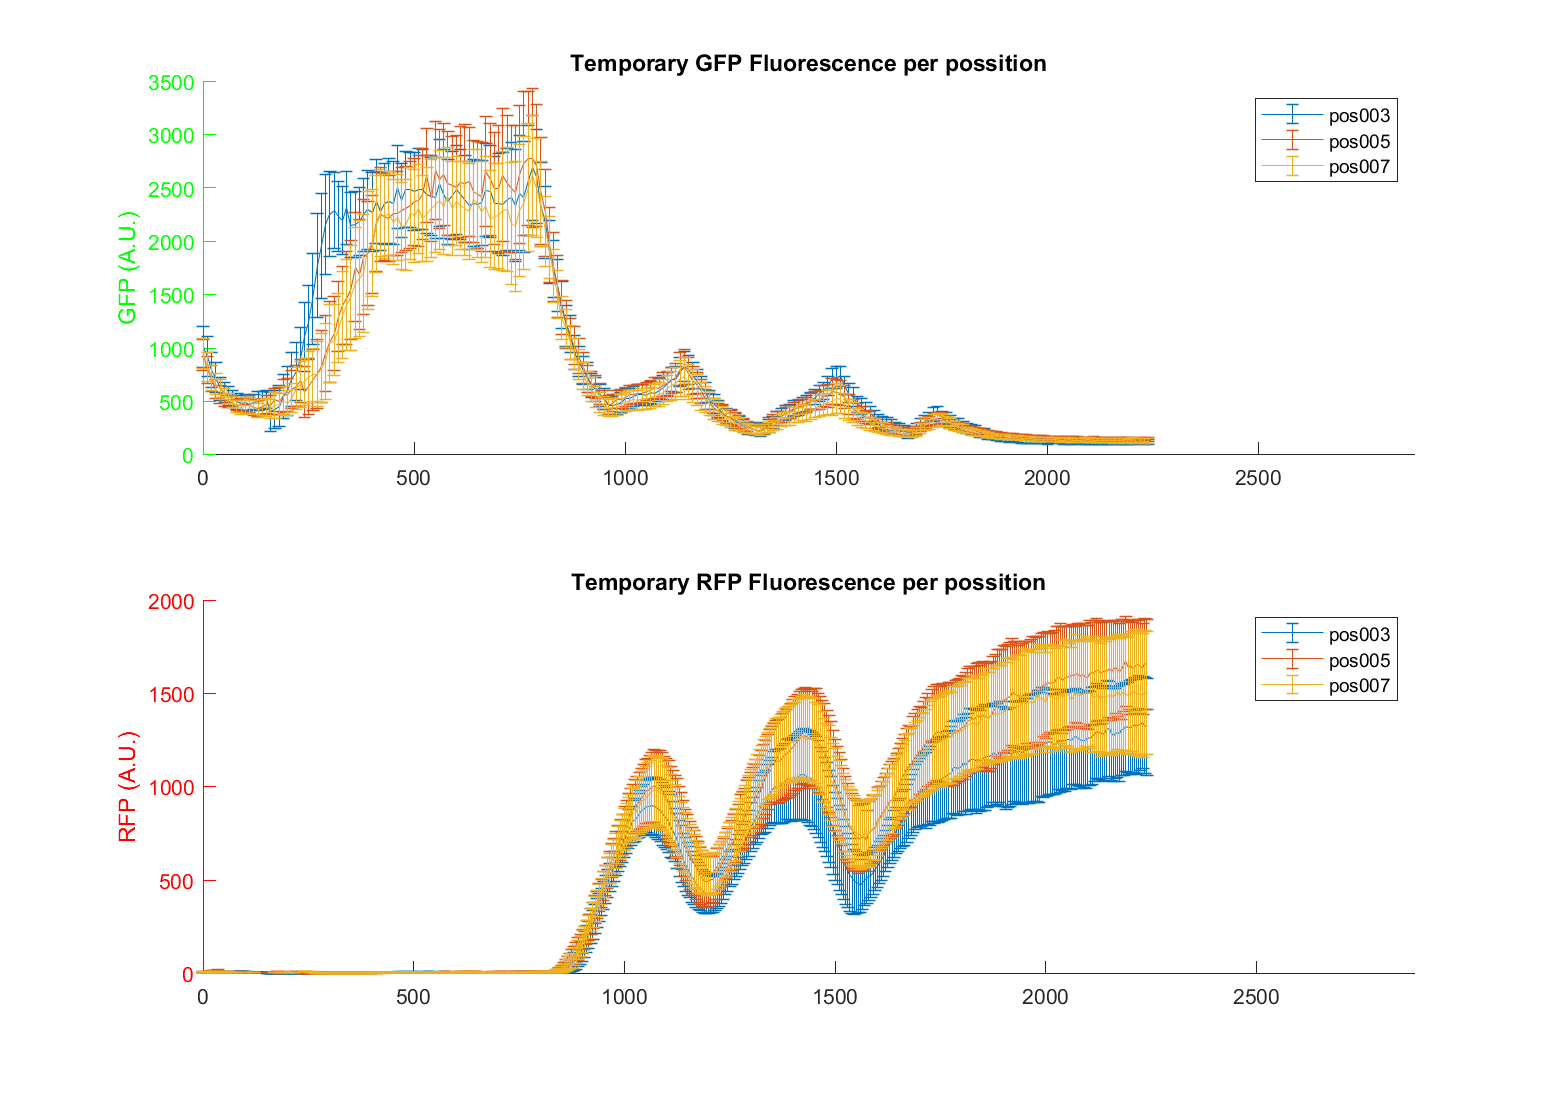 Temporary GFP Fluorescence per possition
3500
3000
2500
2000
1500
1000
500
0
GFP (A.U.)
0 500 1000 1500 2000 2500
pos003
pos005
pos007
Temporary RFP Fluorescence per possition
2000
1500
1000
500
0
RFP (A.U.)
0 500 1000 1500 2000 2500
pos003
pos005
pos007